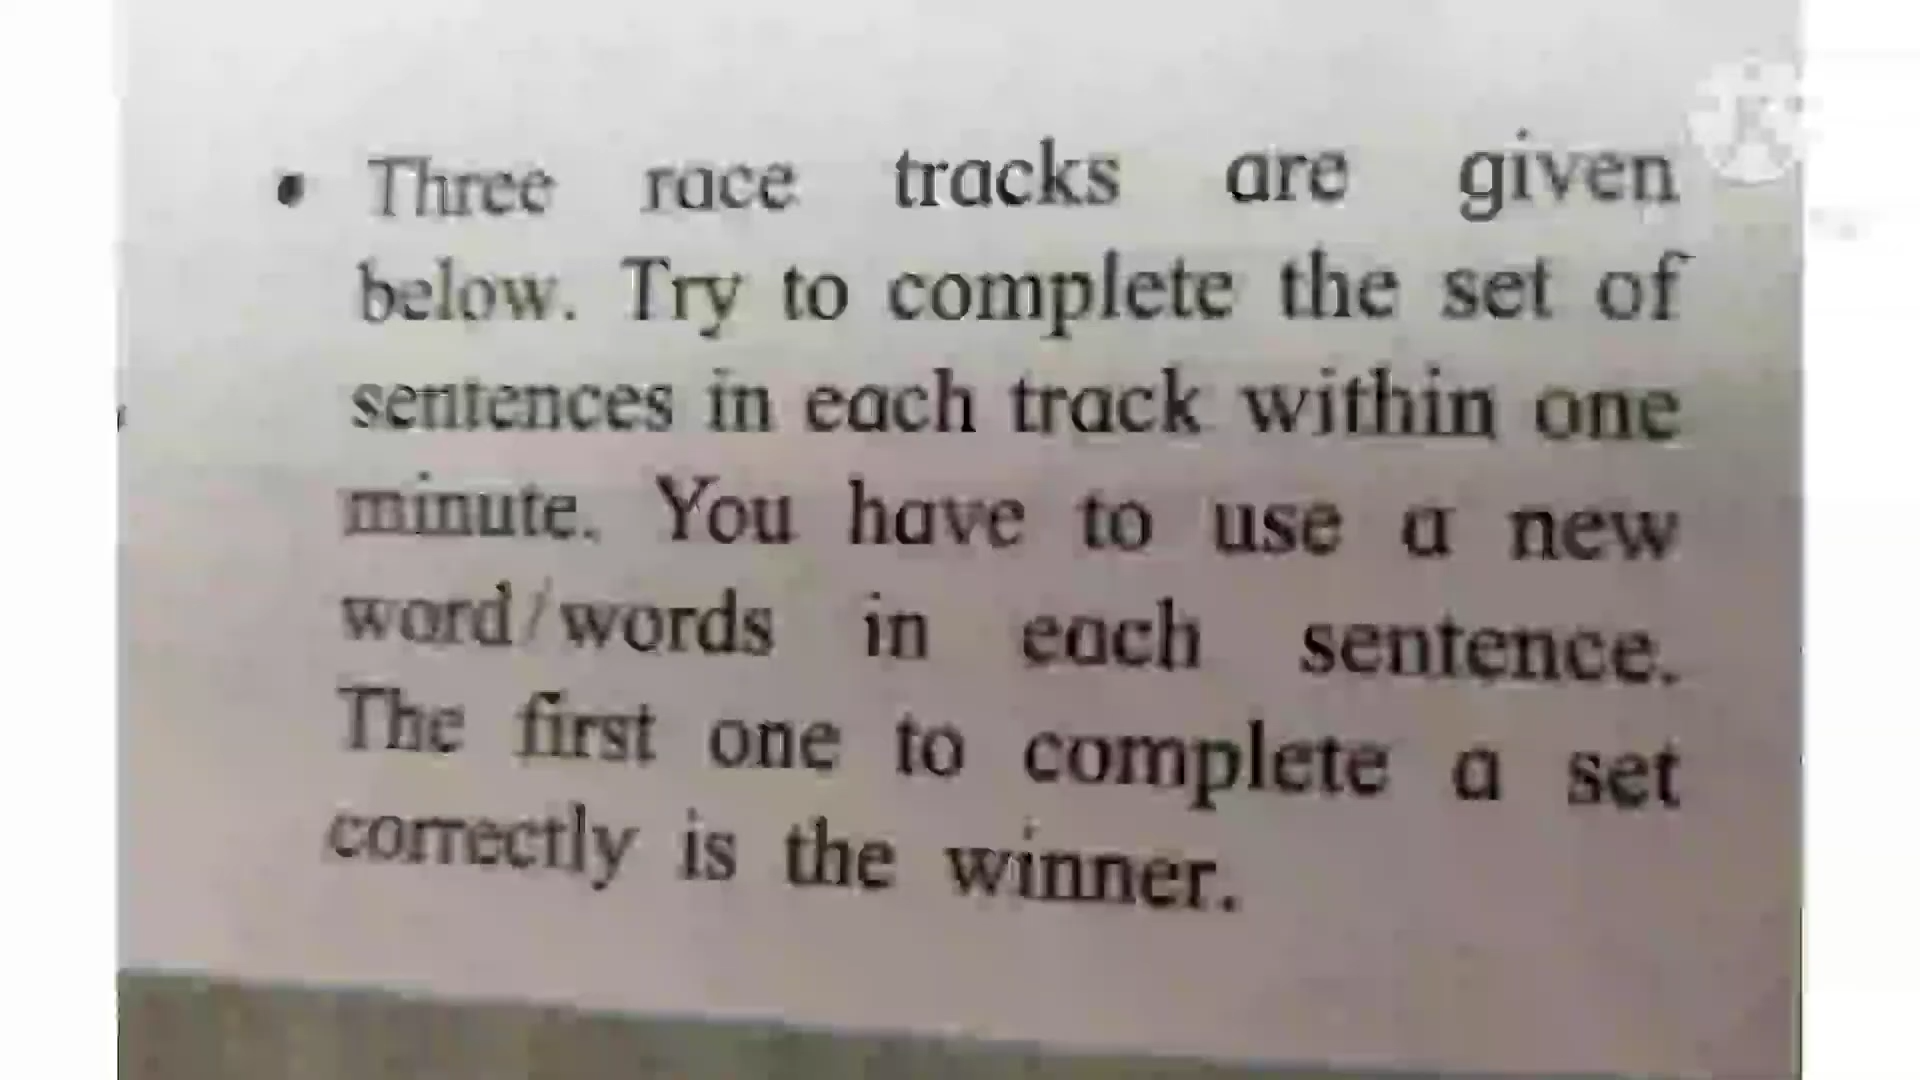 • Three race tracks are given
below. Try to complete the set of
sentences in each track within one
minute. You have to use a new
word/words in each sentence.
The first one to complete a set
correctly is the winner.